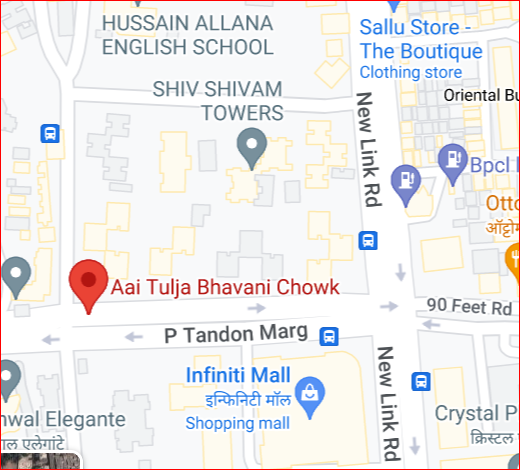 HUSSAIN ALLANA
ENGLISH SCHOOL
Sallu Store -
The Boutique
Clothing store
SHIV SHIVAM
TOWERS
Oriental Bu
New Link Rd
Bpcl
Otto
ऑट्टो
Aai Tulja Bhavani Chowk
90 Feet Rd
P Tandon Marg
Infiniti Mall
इन्फिनिटी मॉल
Shopping mall
New Link Rd
nwal Elegante
ाल एलेगांटे
Crystal P
क्रिस्टल